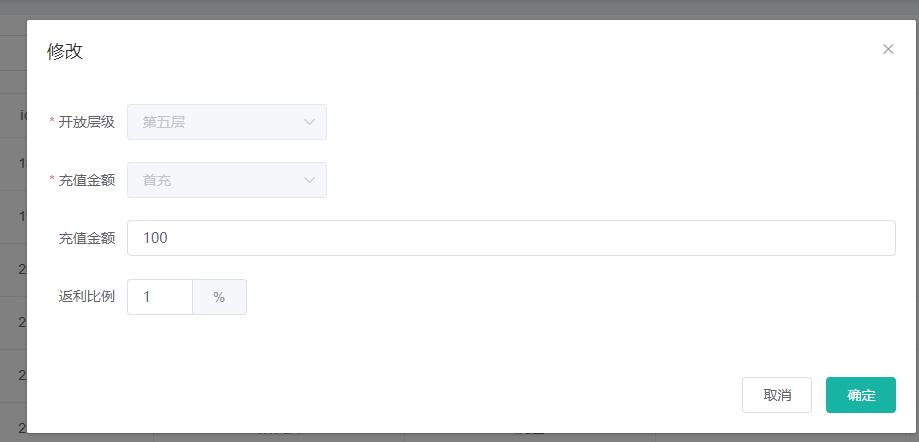 修改
* 开放层级 第五层
* 充值金额 首充
充值金额 100
返利比例 1 %
取消 确定